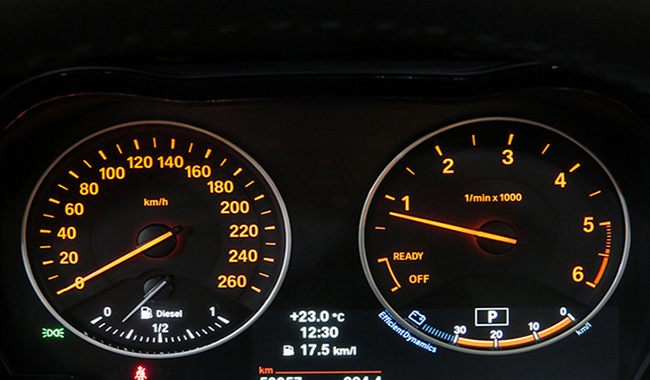 0 20 40 60 80 100 120 140 160 180 200 220 240 260
km/h
0 1/2 1
Diesel
1 2 3 4 5 6
1/min x 1000
READY
OFF
P
30 20 10 0
km/l
EfficientDynamics
+23.0 °C
12:30
17.5 km/l
km